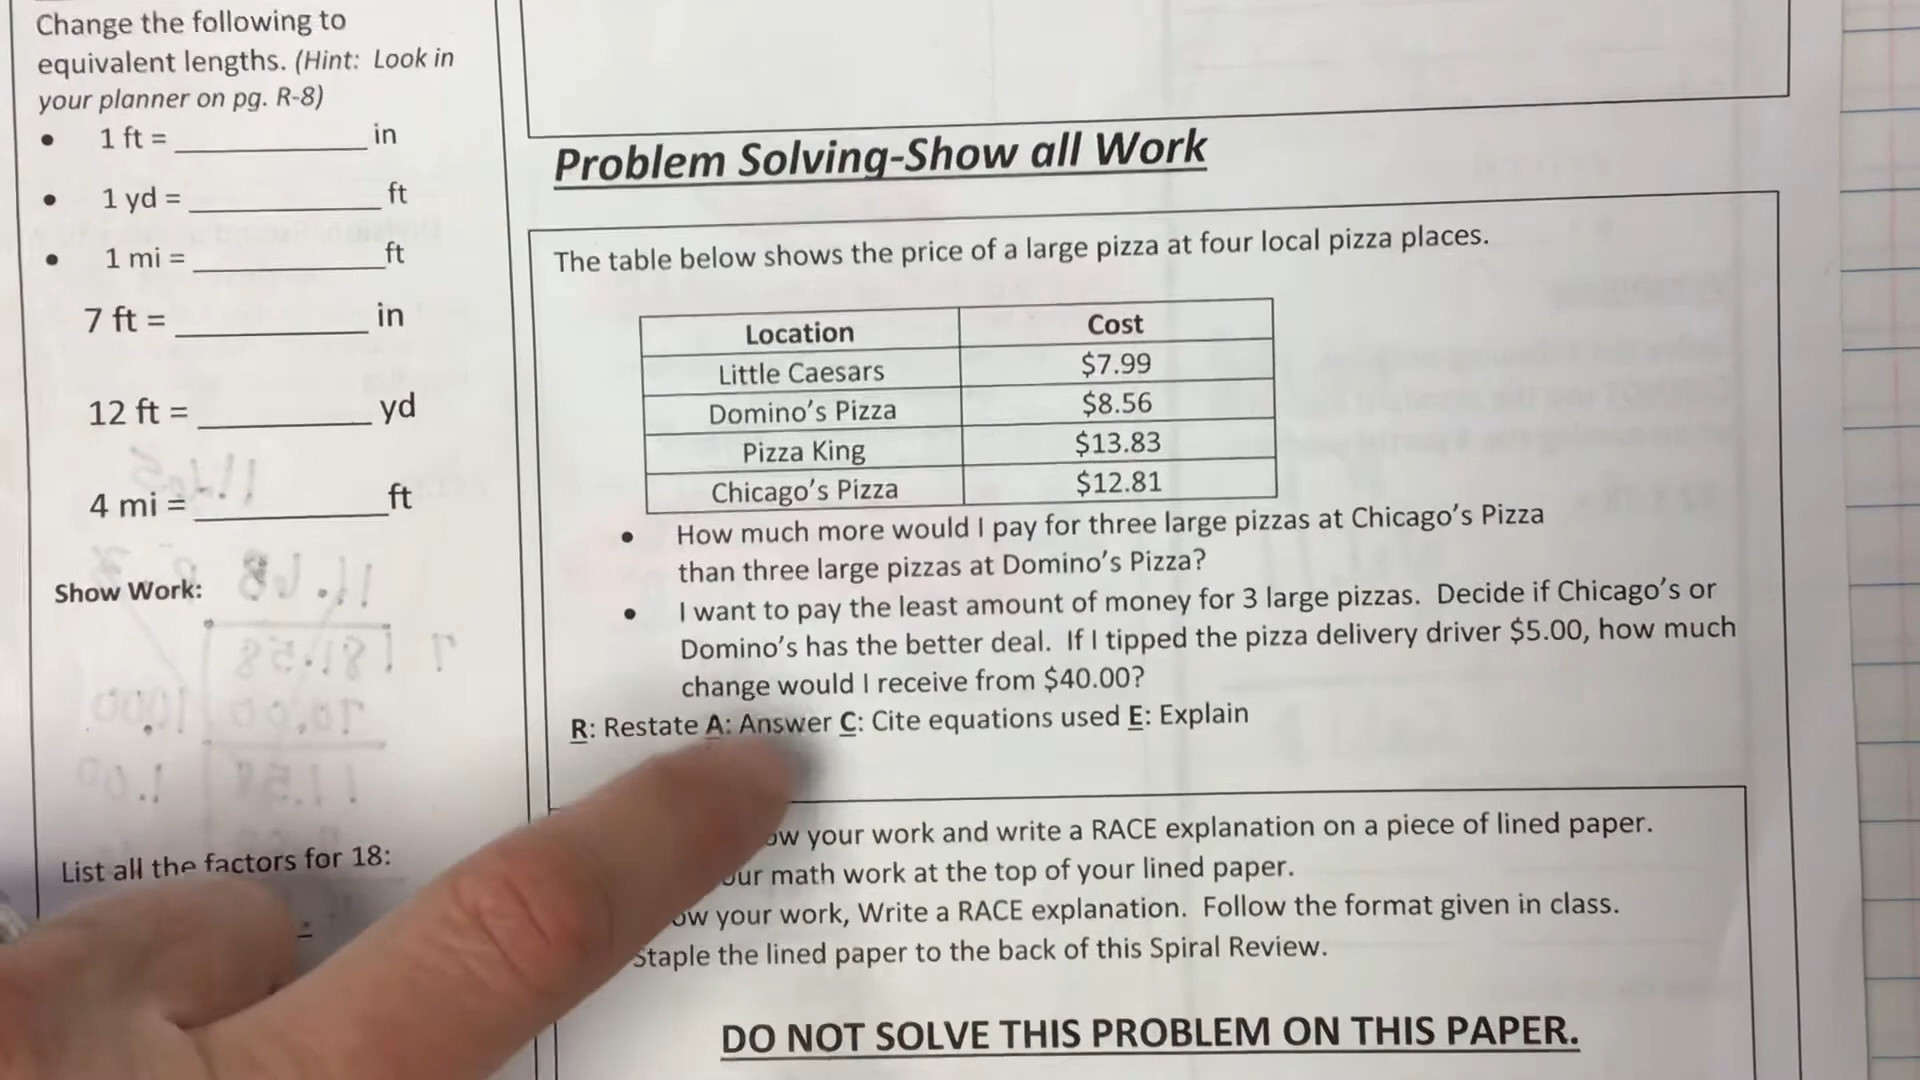 Change the following to
equivalent lengths. (Hint: Look in
your planner on pg. R-8)
• 1 ft = ____________ in
• 1 yd = ____________ ft
• 1 mi = ____________ ft
7 ft = ____________ in
12 ft = ____________ yd
4 mi = ____________ ft
Show Work:
List all the factors for 18:
Problem Solving-Show all Work
The table below shows the price of a large pizza at four local pizza places.
Location Cost
Little Caesars $7.99
Domino's Pizza $8.56
Pizza King $13.83
Chicago's Pizza $12.81
• How much more would I pay for three large pizzas at Chicago's Pizza
than three large pizzas at Domino's Pizza?
• I want to pay the least amount of money for 3 large pizzas. Decide if Chicago's or
Domino's has the better deal. If I tipped the pizza delivery driver $5.00, how much
change would I receive from $40.00?
R: Restate A: Answer C: Cite equations used E: Explain
your work and write a RACE explanation on a piece of lined paper.
math work at the top of your lined paper.
your work, Write a RACE explanation. Follow the format given in class.
Staple the lined paper to the back of this Spiral Review.
DO NOT SOLVE THIS PROBLEM ON THIS PAPER.